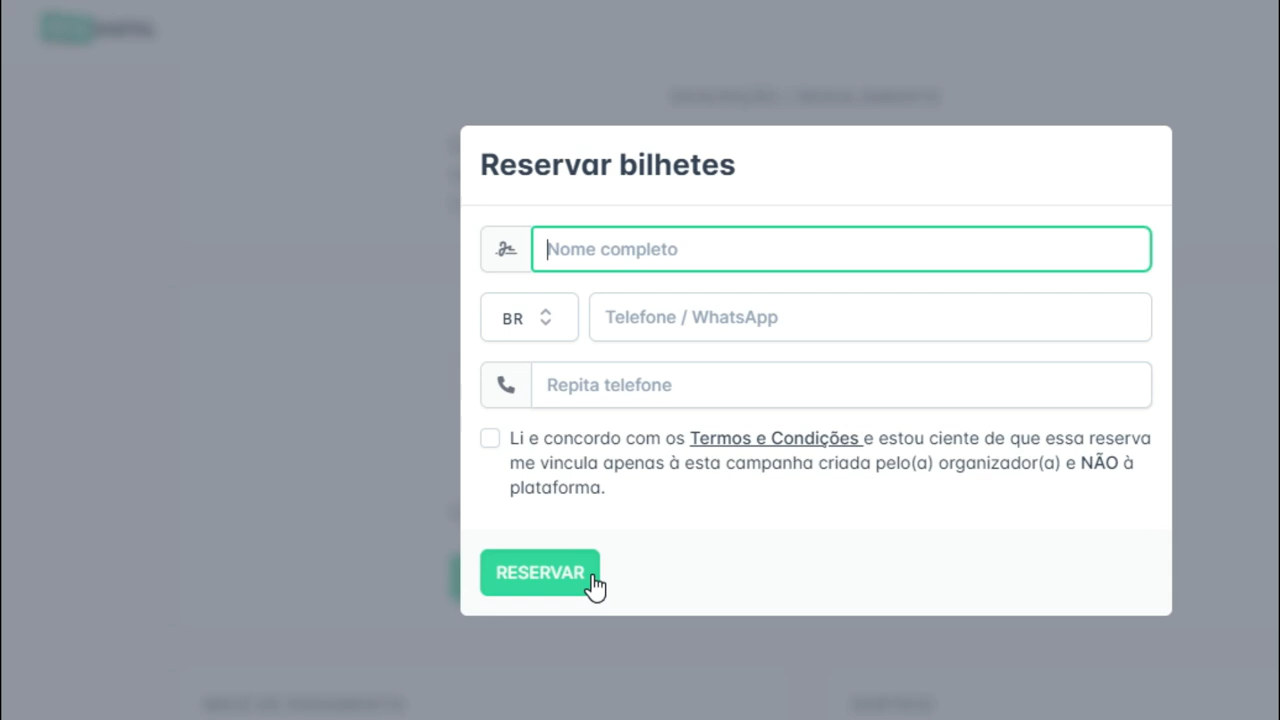 Reservar bilhetes
Nome completo
BR
Telefone / WhatsApp
Repita telefone
Li e concordo com os Termos e Condições e estou ciente de que essa reserva
me vincula apenas à esta campanha criada pelo(a) organizador(a) e NÃO à
plataforma.
RESERVAR